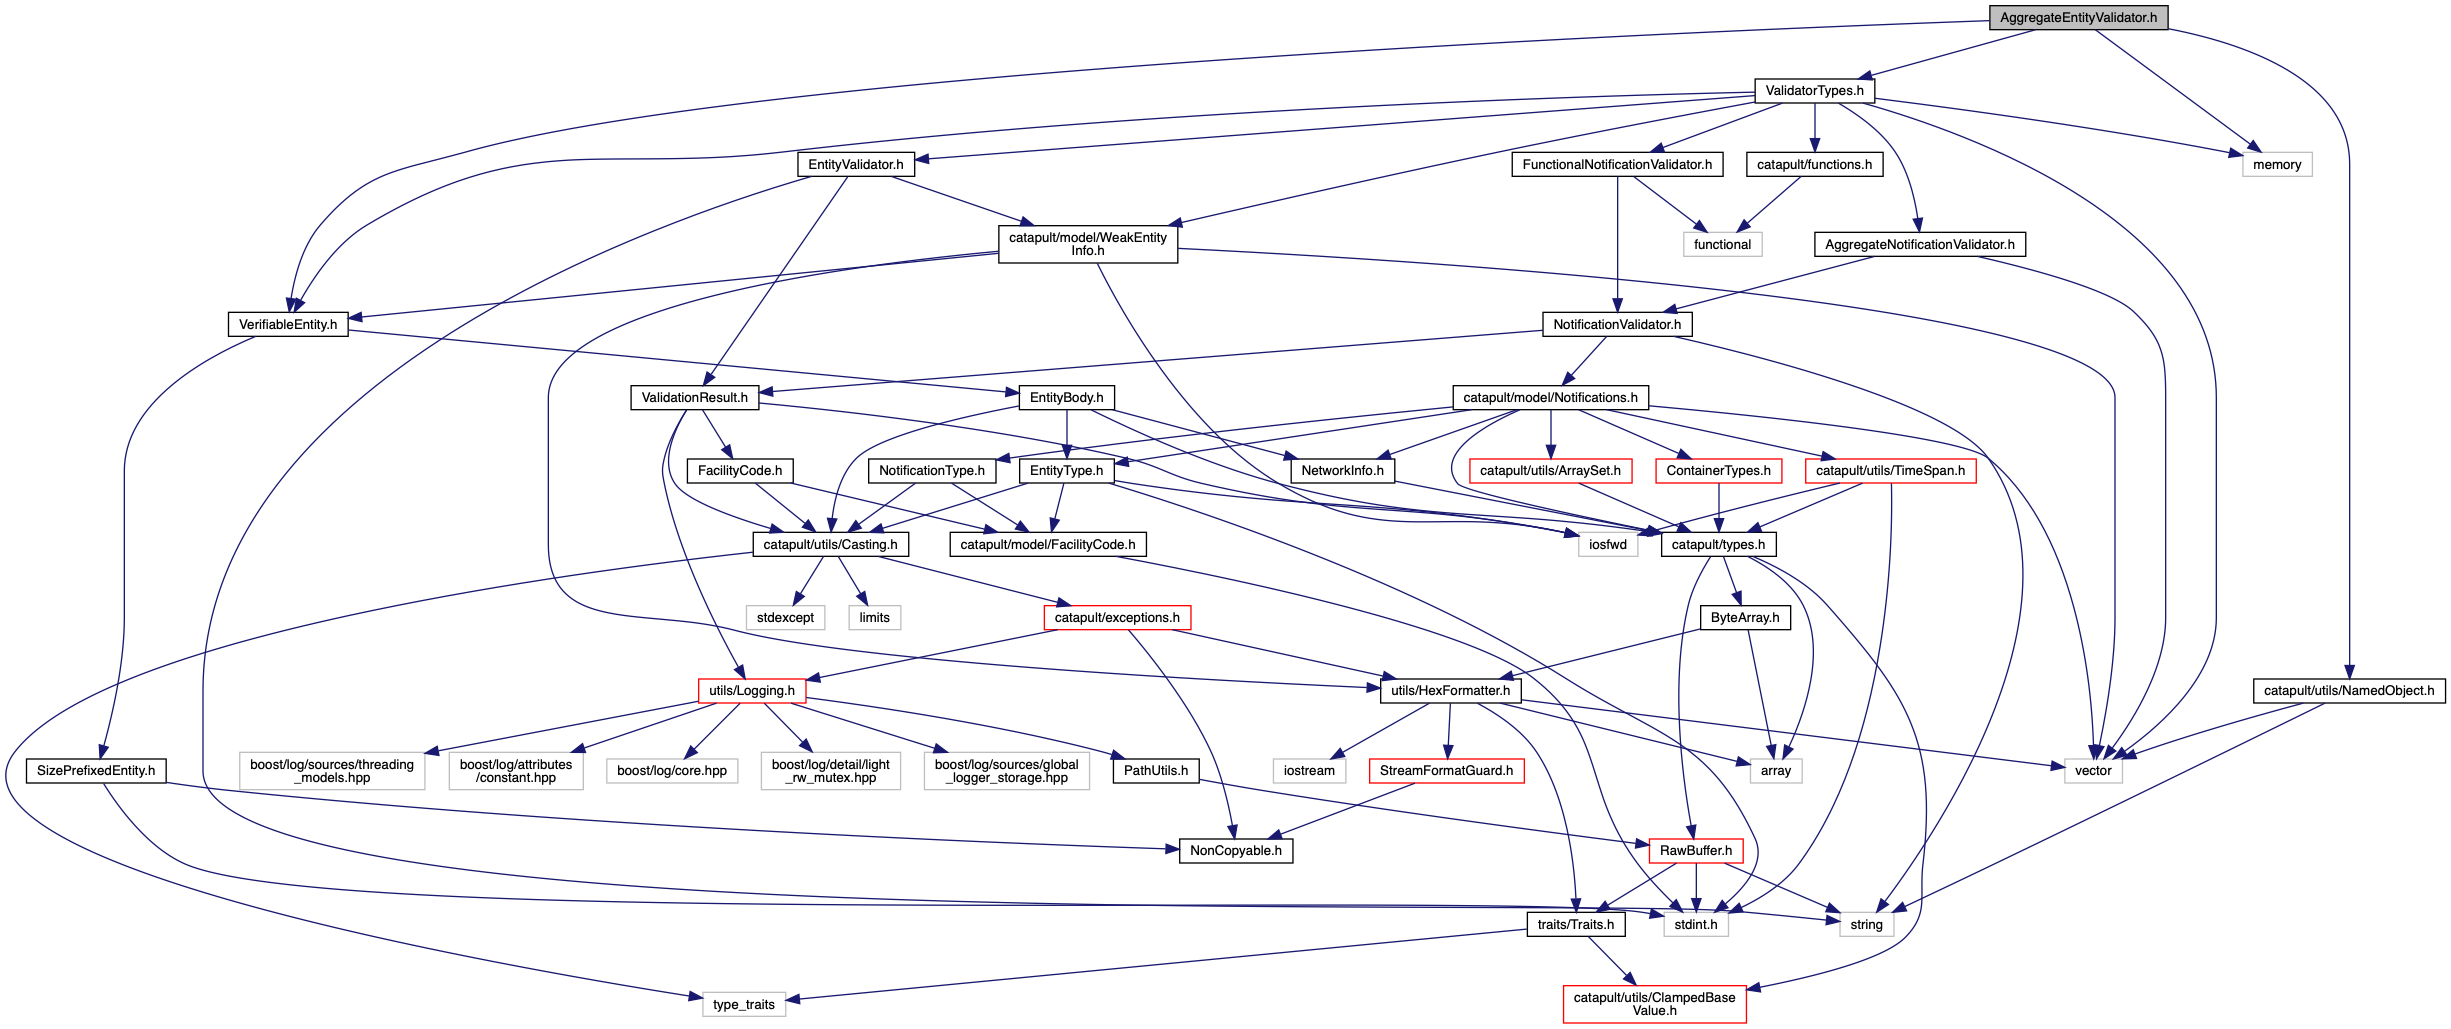 AggregateEntityValidator.h
ValidatorTypes.h
EntityValidator.h
FunctionalNotificationValidator.h
catapult/functions.h
memory
catapult/model/WeakEntity
Info.h
functional
AggregateNotificationValidator.h
VerifiableEntity.h
NotificationValidator.h
ValidationResult.h
EntityBody.h
catapult/model/Notifications.h
FacilityCode.h
NotificationType.h
EntityType.h
NetworkInfo.h
catapult/utils/ArraySet.h
ContainerTypes.h
catapult/utils/TimeSpan.h
catapult/utils/Casting.h
catapult/model/FacilityCode.h
iosfwd
catapult/types.h
stdexcept
limits
catapult/exceptions.h
ByteArray.h
utils/Logging.h
utils/HexFormatter.h
catapult/utils/NamedObject.h
SizePrefixedEntity.h
boost/log/sources/threading
_models.hpp
boost/log/attributes
/constant.hpp
boost/log/core.hpp
boost/log/detail/light
_rw_mutex.hpp
boost/log/sources/global
_logger_storage.hpp
PathUtils.h
iostream
StreamFormatGuard.h
array
vector
NonCopyable.h
RawBuffer.h
traits/Traits.h
stdint.h
string
type_traits
catapult/utils/ClampedBase
Value.h